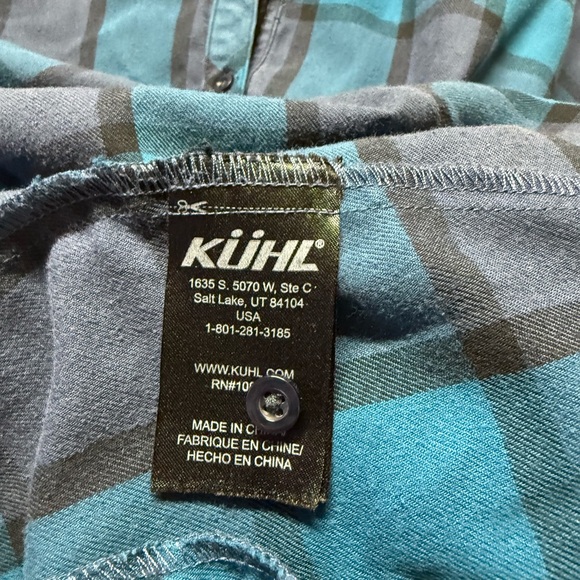 KÜHL®
1635 S. 5070 W, Ste C
Salt Lake, UT 84104
USA
1-801-281-3185
WWW.KUHL.COM
MADE IN
FABRIQUE EN CHINE/
HECHO EN CHINA